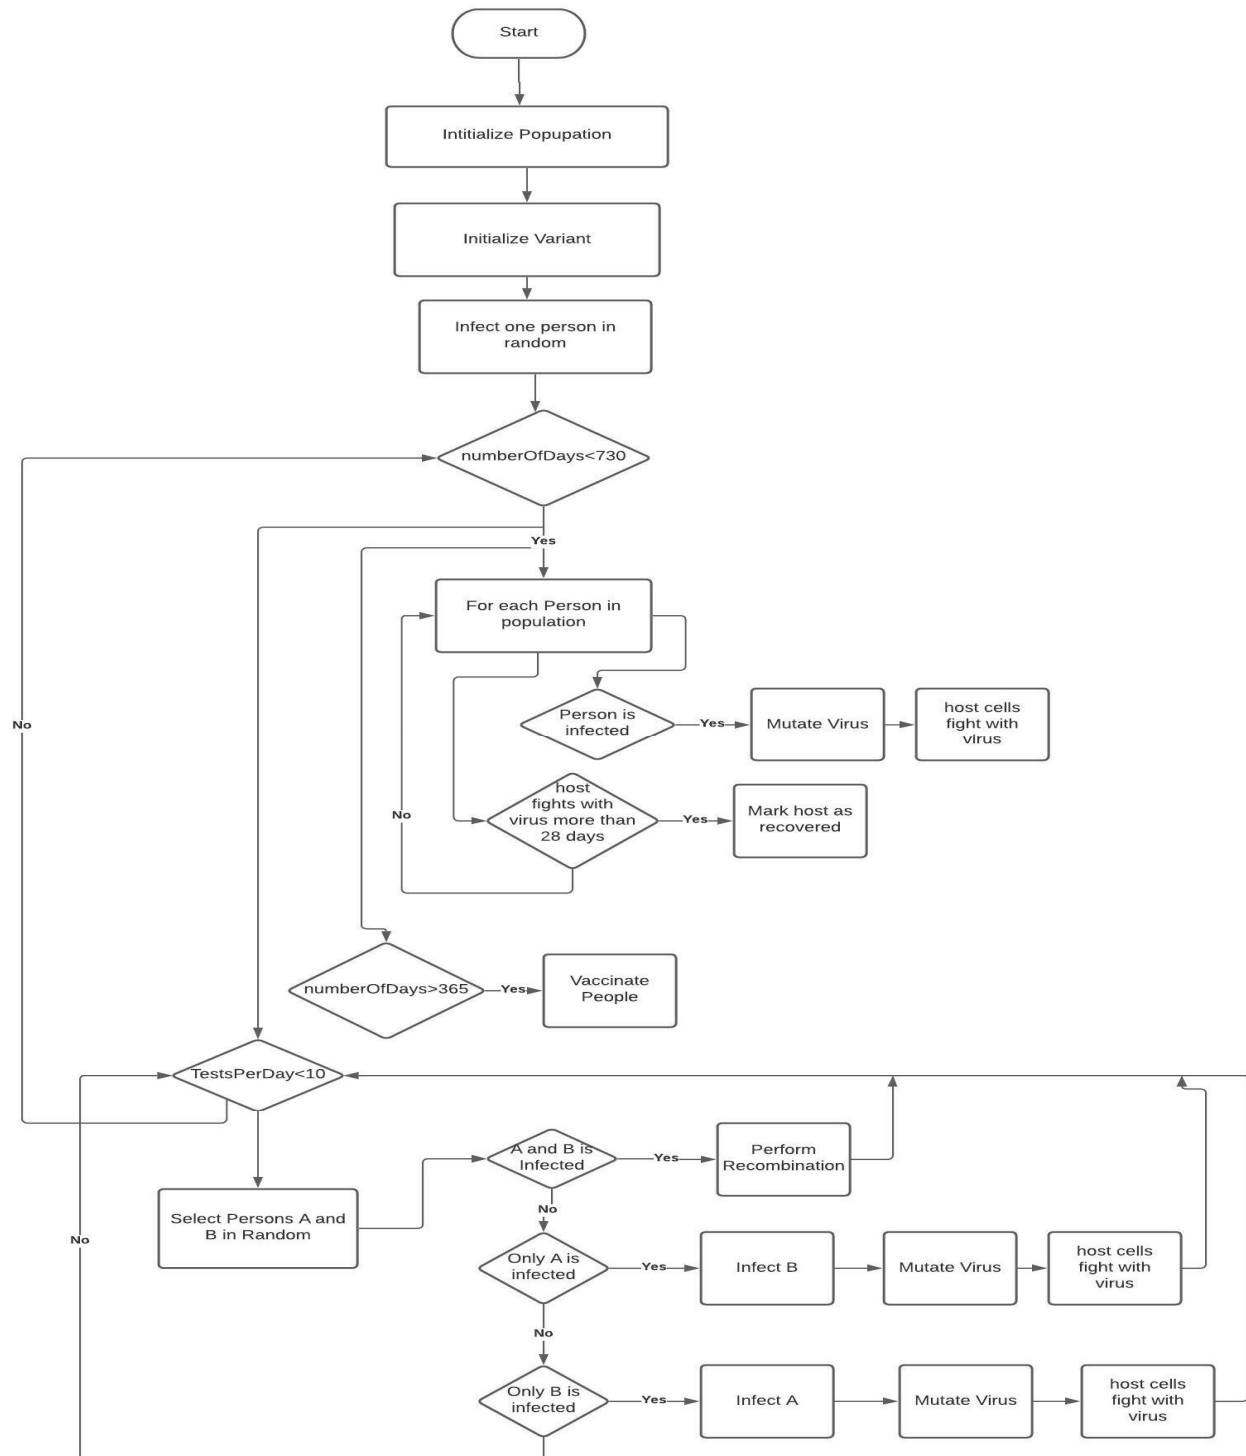 Start
Intitialize Popupation
Initialize Variant
Infect one person in
random
numberOfDays<730
Yes
For each Person in
population
No
Person is
infected
Yes
Mutate Virus
host cells
fight with
virus
host
fights with
virus more than
28 days
No
Yes
Mark host as
recovered
numberOfDays>365
Yes
Vaccinate
People
TestsPerDay<10
A and B is
Infected
Yes
Perform
Recombination
Select Persons A and
B in Random
No
No
Only A is
infected
Yes
Infect B
Mutate Virus
host cells
fight with
virus
No
Only B is
infected
Yes
Infect A
Mutate Virus
host cells
fight with
virus